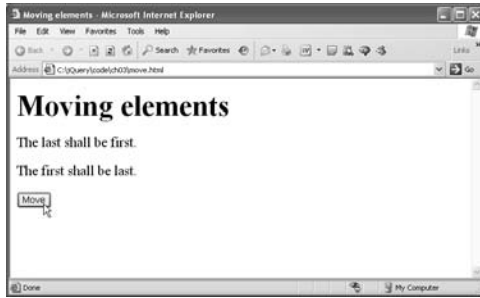 Moving elements - Microsoft Internet Explorer
File Edit View Favorites Tools Help
Back Search Favorites Links
Address C:\jQuery\code\ch03\move.html Go
Moving elements
The last shall be first.
The first shall be last.
Move
Done My Computer